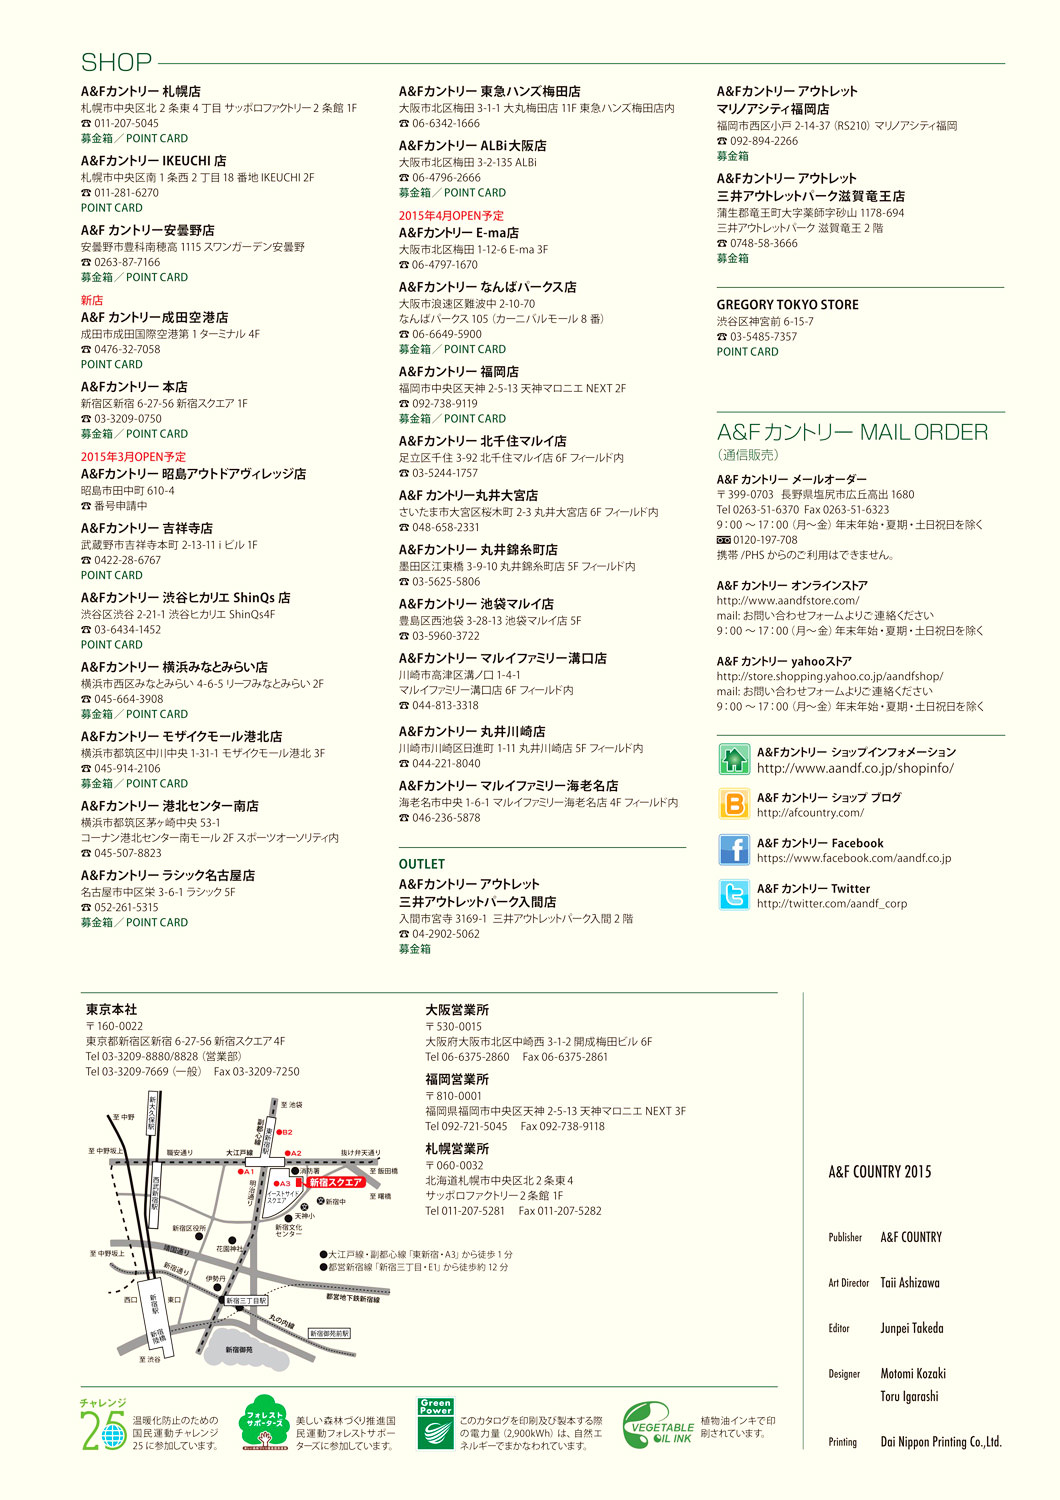 SHOP
A&Fカントリー 札幌店
札幌市中央区北 2 条東 4 丁目 サッポロファクトリー 2 条館 1F
☎ 011-207-5045
募金箱／POINT CARD
A&Fカントリー IKEUCHI 店
札幌市中央区南 1 条西 2 丁目 18 番地 IKEUCHI 2F
☎ 011-281-6270
POINT CARD
A&F カントリー安曇野店
安曇野市豊科南穂高 1115 スワンガーデン安曇野
☎ 0263-87-7166
募金箱／POINT CARD
新店
A&F カントリー成田空港店
成田市成田国際空港第 1 ターミナル 4F
☎ 0476-32-7058
POINT CARD
A&Fカントリー 本店
新宿区新宿 6-27-56 新宿スクエア 1F
☎ 03-3209-0750
募金箱／POINT CARD
2015年3月OPEN予定
A&Fカントリー 昭島アウトドアヴィレッジ店
昭島市田中町 610-4
☎ 番号申請中
A&Fカントリー 吉祥寺店
武蔵野市吉祥寺本町 2-13-11 i ビル 1F
☎ 0422-28-6767
POINT CARD
A&Fカントリー 渋谷ヒカリエ ShinQs 店
渋谷区渋谷 2-21-1 渋谷ヒカリエ ShinQs4F
☎ 03-6434-1452
POINT CARD
A&Fカントリー 横浜みなとみらい店
横浜市西区みなとみらい 4-6-5 リーフみなとみらい 2F
☎ 045-664-3908
募金箱／POINT CARD
A&Fカントリー モザイクモール港北店
横浜市都筑区中川中央 1-31-1 モザイクモール港北 3F
☎ 045-914-2106
募金箱／POINT CARD
A&Fカントリー 港北センター南店
横浜市都筑区茅ヶ崎中央 53-1
コーナン港北センター南モール 2F スポーツオーソリティ内
☎ 045-507-8823
A&Fカントリー ラシック名古屋店
名古屋市中区栄 3-6-1 ラシック 5F
☎ 052-261-5315
募金箱／POINT CARD
A&Fカントリー 東急ハンズ梅田店
大阪市北区梅田 3-1-1 大丸梅田店 11F 東急ハンズ梅田店内
☎ 06-6342-1666
A&Fカントリー ALBi大阪店
大阪市北区梅田 3-2-135 ALBi
☎ 06-4796-2666
募金箱／POINT CARD
2015年4月OPEN予定
A&Fカントリー E-ma店
大阪市北区梅田 1-12-6 E-ma 3F
☎ 06-4797-1670
A&Fカントリー なんばパークス店
大阪市浪速区難波中 2-10-70
なんばパークス 105（カーニバルモール 8 番）
☎ 06-6649-5900
募金箱／POINT CARD
A&Fカントリー 福岡店
福岡市中央区天神 2-5-13 天神マロニエ NEXT 2F
☎ 092-738-9119
募金箱／POINT CARD
A&Fカントリー 北千住マルイ店
足立区千住 3-92 北千住マルイ店 6F フィールド内
☎ 03-5244-1757
A&F カントリー丸井大宮店
さいたま市大宮区桜木町 2-3 丸井大宮店 6F フィールド内
☎ 048-658-2331
A&Fカントリー 丸井錦糸町店
墨田区江東橋 3-9-10 丸井錦糸町店 5F フィールド内
☎ 03-5625-5806
A&Fカントリー 池袋マルイ店
豊島区西池袋 3-28-13 池袋マルイ店 5F
☎ 03-5960-3722
A&Fカントリー マルイファミリー溝口店
川崎市高津区溝ノ口 1-4-1
マルイファミリー溝口店 6F フィールド内
☎ 044-813-3318
A&Fカントリー 丸井川崎店
川崎市川崎区日進町 1-11 丸井川崎店 5F フィールド内
☎ 044-221-8040
A&Fカントリー マルイファミリー海老名店
海老名市中央 1-6-1 マルイファミリー海老名店 4F フィールド内
☎ 046-236-5878
OUTLET
A&Fカントリー アウトレット
三井アウトレットパーク入間店
入間市宮寺 3169-1 三井アウトレットパーク入間 2 階
☎ 04-2902-5062
募金箱
A&Fカントリー アウトレット
マリノアシティ福岡店
福岡市西区小戸 2-14-37（RS210）マリノアシティ福岡
☎ 092-894-2266
募金箱
A&Fカントリー アウトレット
三井アウトレットパーク滋賀竜王店
蒲生郡竜王町大字薬師字砂山 1178-694
三井アウトレットパーク 滋賀竜王 2 階
☎ 0748-58-3666
募金箱
GREGORY TOKYO STORE
渋谷区神宮前 6-15-7
☎ 03-5485-7357
POINT CARD
A&F カントリー MAIL ORDER
（通信販売）
A&F カントリー メールオーダー
〒399-0703 長野県塩尻市広丘高出 1680
Tel 0263-51-6370 Fax 0263-51-6323
9：00 ～ 17：00（月～金）年末年始・夏期・土日祝日を除く
0120-197-708
携帯 /PHS からのご利用はできません。
A&F カントリー オンラインストア
http://www.aandfstore.com/
mail: お問い合わせフォームよりご連絡ください
9：00 ～ 17：00（月～金）年末年始・夏期・土日祝日を除く
A&F カントリー yahooストア
http://store.shopping.yahoo.co.jp/aandfshop/
mail: お問い合わせフォームよりご連絡ください
9：00 ～ 17：00（月～金）年末年始・夏期・土日祝日を除く
A&Fカントリー ショップインフォメーション
http://www.aandf.co.jp/shopinfo/
A&F カントリー ショップ ブログ
http://afcountry.com/
A&F カントリー Facebook
https://www.facebook.com/aandf.co.jp
A&F カントリー Twitter
http://twitter.com/aandf_corp
東京本社
〒160-0022
東京都新宿区新宿 6-27-56 新宿スクエア 4F
Tel 03-3209-8880/8828（営業部）
Tel 03-3209-7669（一般） Fax 03-3209-7250
至 中野
新大久保駅
至 池袋
副都心線
東新宿駅
B2
至 中野坂上
職安通り
大江戸線
A2
抜け弁天通り
A1
消防署
至 飯田橋
西武新宿駅
明治通り
A3
新宿スクエア
イーストサイド
スクエア
新宿中
至 曙橋
天神小
新宿区役所
新宿文化
センター
花園神社
至 中野坂上
靖国通り
新宿通り
伊勢丹
●大江戸線・副都心線「東新宿・A3」から徒歩 1 分
●都営新宿線「新宿三丁目・E1」から徒歩約 12 分
西口
新宿駅
東口
新宿三丁目駅
都営地下鉄新宿線
丸の内線
新宿陸橋
新宿御苑前駅
新宿御苑
至 渋谷
大阪営業所
〒530-0015
大阪府大阪市北区中崎西 3-1-2 開成梅田ビル 6F
Tel 06-6375-2860 Fax 06-6375-2861
福岡営業所
〒810-0001
福岡県福岡市中央区天神 2-5-13 天神マロニエ NEXT 3F
Tel 092-721-5045 Fax 092-738-9118
札幌営業所
〒060-0032
北海道札幌市中央区北 2 条東 4
サッポロファクトリー 2 条館 1F
Tel 011-207-5281 Fax 011-207-5282
A&F COUNTRY 2015
Publisher A&F COUNTRY
Art Director Taii Ashizawa
Editor Junpei Takeda
Designer Motomi Kozaki
Toru Igarashi
Printing Dai Nippon Printing Co.,Ltd.
チャレンジ
25
温暖化防止のための
国民運動チャレンジ
25 に参加しています。
フォレスト
サポーターズ
美しい森林づくり推進国
民運動フォレストサポー
ターズに参加しています。
Green
Power
このカタログを印刷及び製本する際
の電力量（2,900kWh）は、自然エ
ネルギーでまかなわれています。
VEGETABLE
OIL INK
植物油インキで印
刷されています。